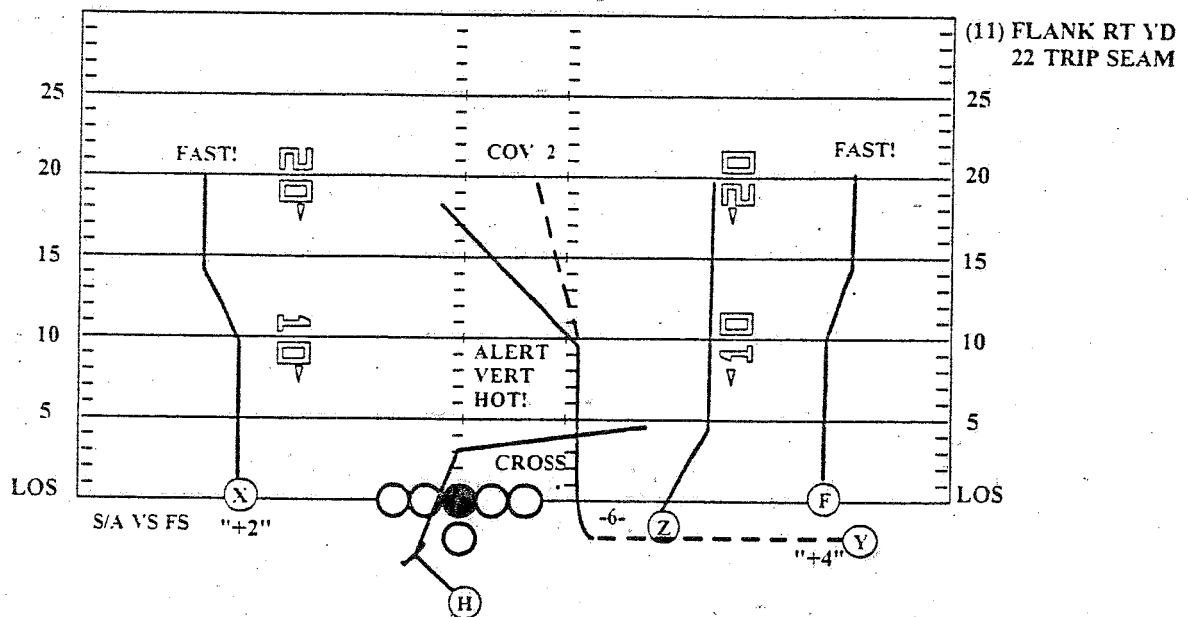 (11) FLANK RT YD
22 TRIP SEAM
25
25
FAST!
COV 2
FAST!
20
20
20
20
15
15
10
10
10
10
ALERT
VERT
HOT!
5
5
CROSS
LOS
X
F
LOS
S/A VS FS
"+2"
-6-
Z
"+4"
Y
H